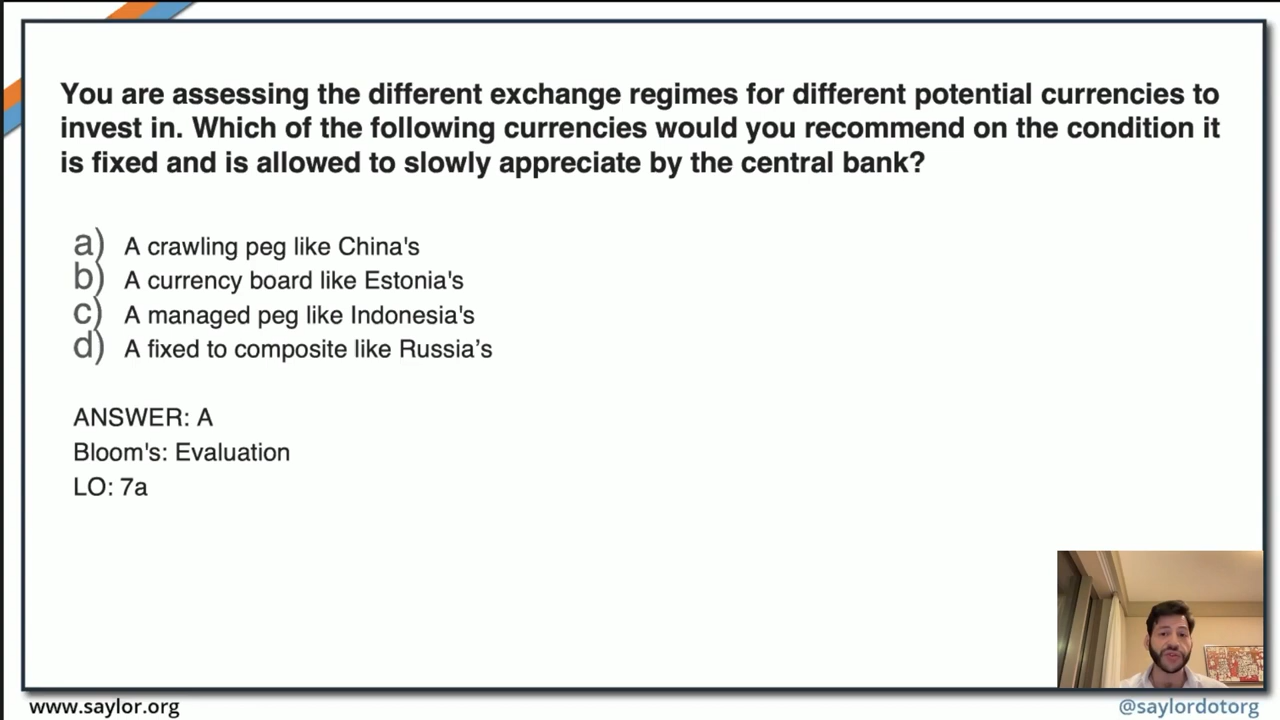 You are assessing the different exchange regimes for different potential currencies to
invest in. Which of the following currencies would you recommend on the condition it
is fixed and is allowed to slowly appreciate by the central bank?
a) A crawling peg like China's
b) A currency board like Estonia's
c) A managed peg like Indonesia's
d) A fixed to composite like Russia’s
ANSWER: A
Bloom's: Evaluation
LO: 7a
www.saylor.org
@saylordotorg